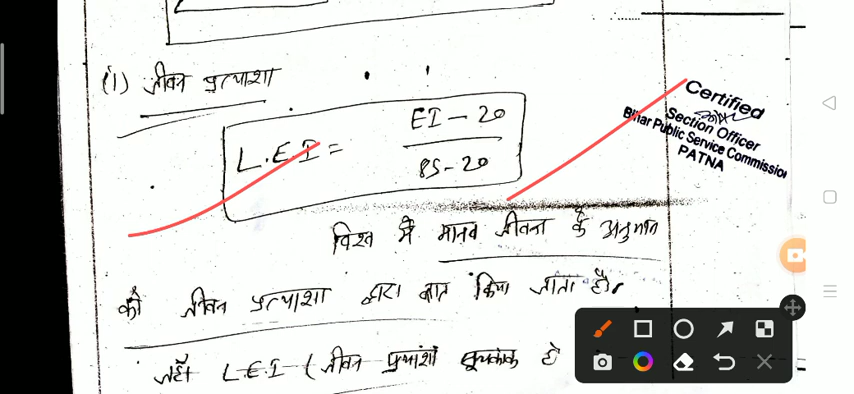 (1) जीवन प्रत्याशा
L.E.I = EI - 20
85 - 20
Certified
Section Officer
Bihar Public Service Commission
PATNA
विश्व में मानव जीवन के अनुमान
को जीवन प्रत्याशा द्वारा ज्ञात किया जाता है।
जहाँ L.E.I (जीवन प्रत्याशा सूचकांक है